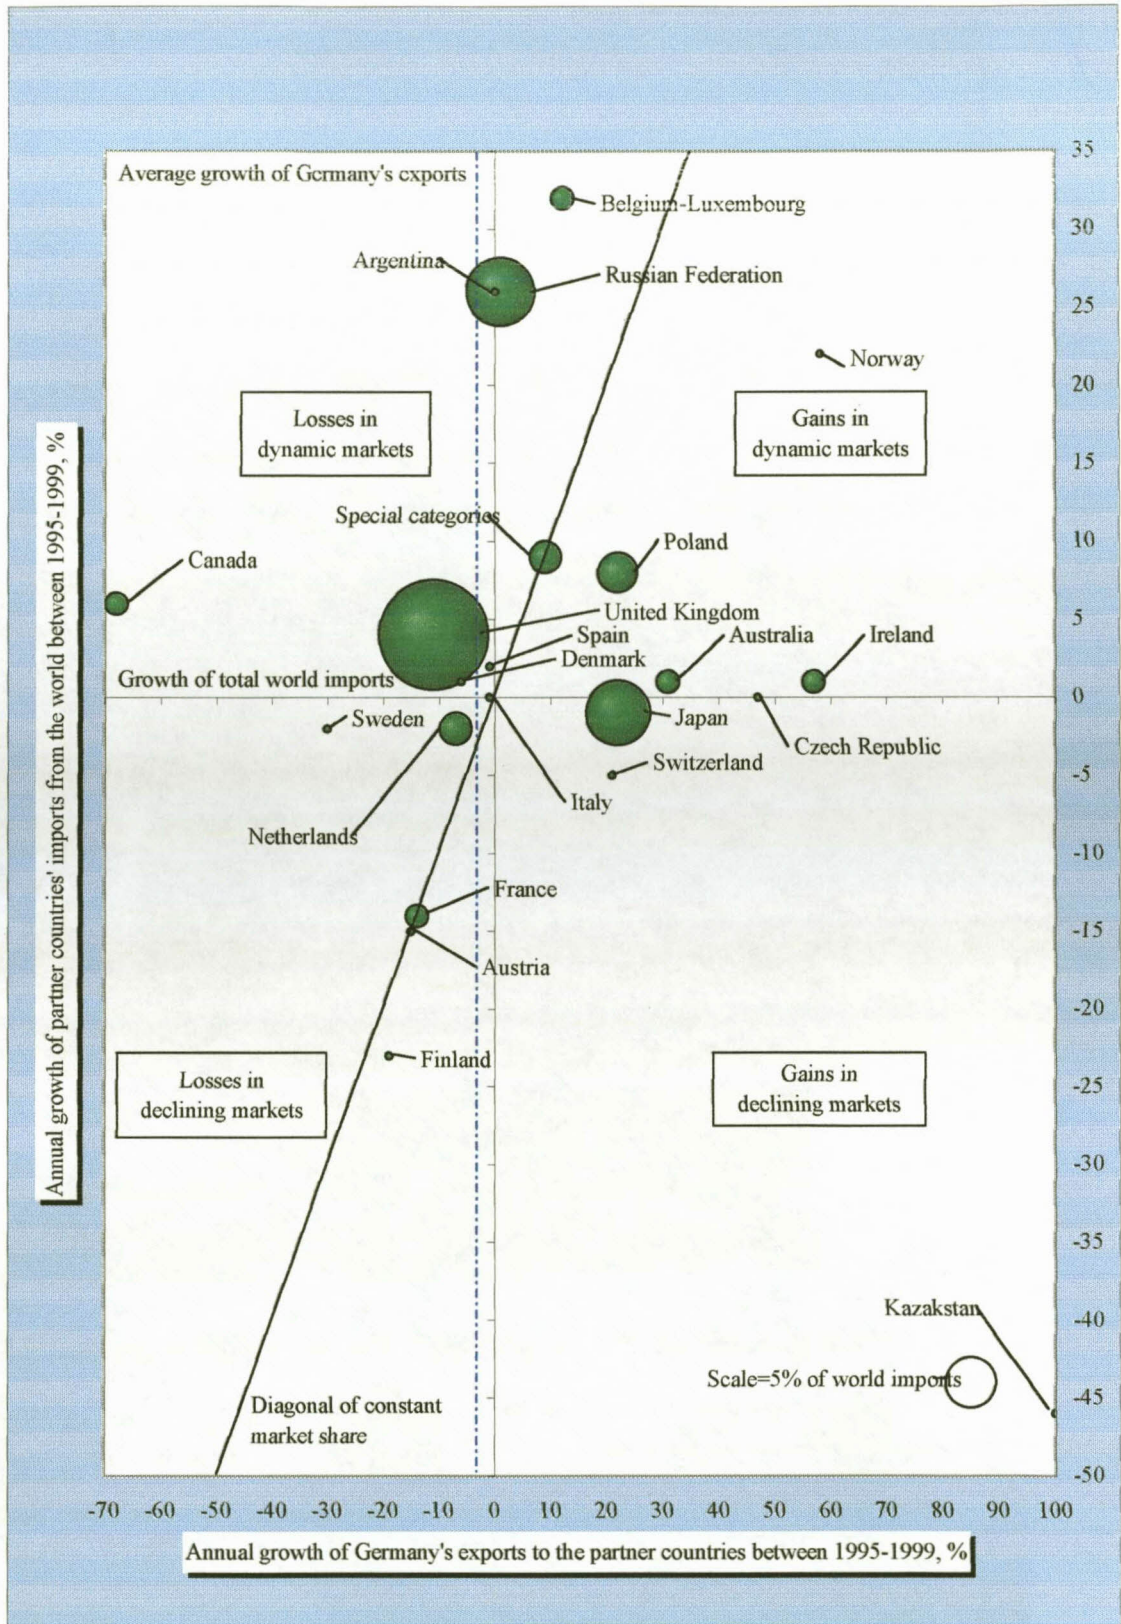 Average growth of Germany's exports
Belgium-Luxembourg
Argentina
Russian Federation
Norway
Losses in
dynamic markets
Gains in
dynamic markets
Special categories
Poland
Canada
United Kingdom
Spain
Australia
Ireland
Denmark
Growth of total world imports
Sweden
Japan
Czech Republic
Switzerland
Italy
Netherlands
France
Austria
Finland
Losses in
declining markets
Gains in
declining markets
Kazakstan
Scale=5% of world imports
Diagonal of constant
market share
35
30
25
20
15
10
5
0
-5
-10
-15
-20
-25
-30
-35
-40
-45
-50
-70 -60 -50 -40 -30 -20 -10 0 10 20 30 40 50 60 70 80 90 100
Annual growth of partner countries' imports from the world between 1995-1999, %
Annual growth of Germany's exports to the partner countries between 1995-1999, %